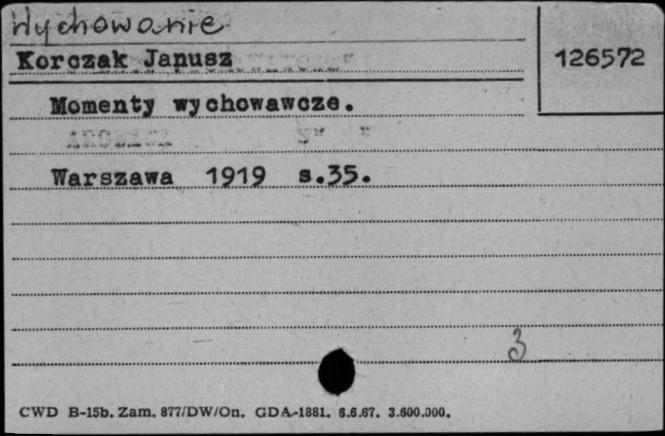 Wychowanie
Korczak Janusz
126572
Momenty wychowawcze.
Warszawa 1919 s.35.
3
CWD B-15b. Zam. 877/DW/On. GDA-1881. 6.6.67. 3.600.000.